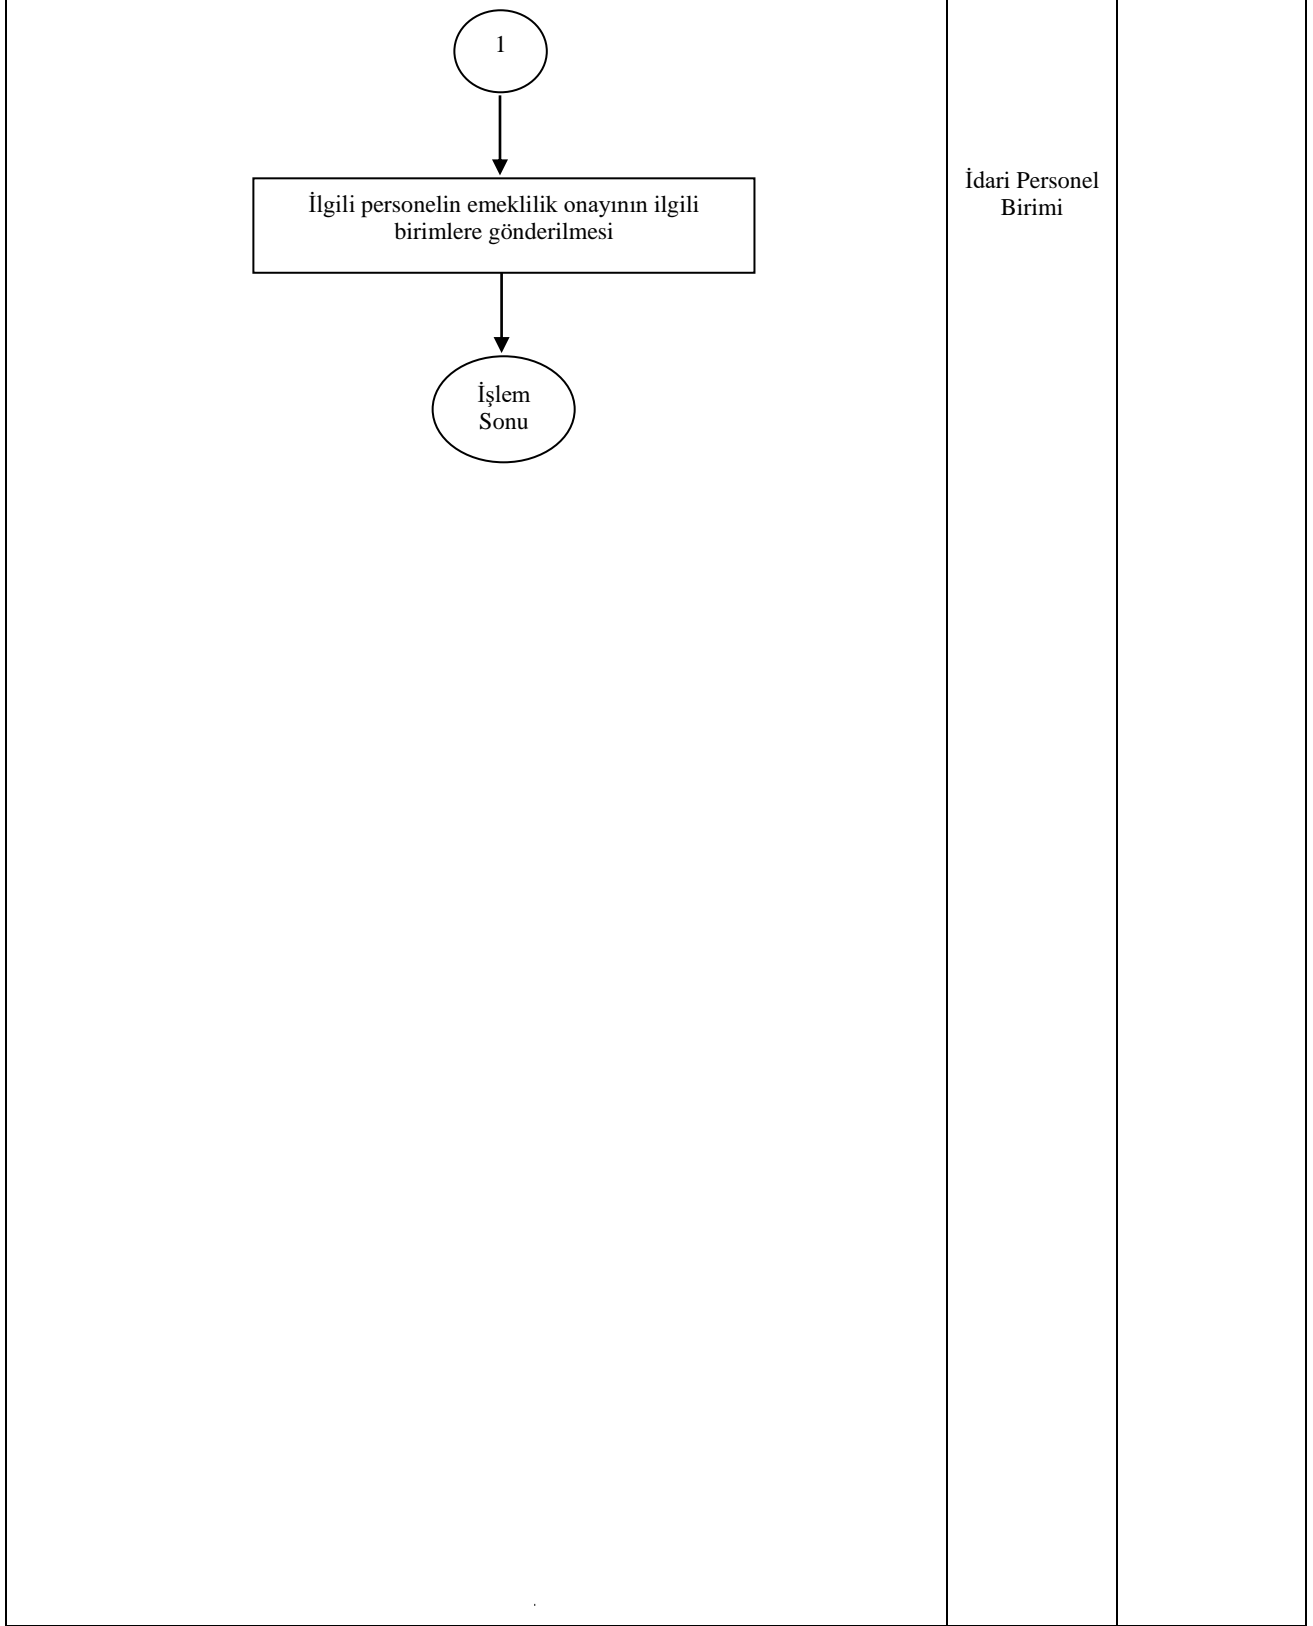 1
İlgili personelin emeklilik onayının ilgili
birimlere gönderilmesi
İdari Personel
Birimi
İşlem
Sonu